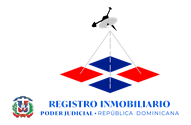 REGISTRO INMOBILIARIO
PODER JUDICIAL • REPÚBLICA DOMINICANA